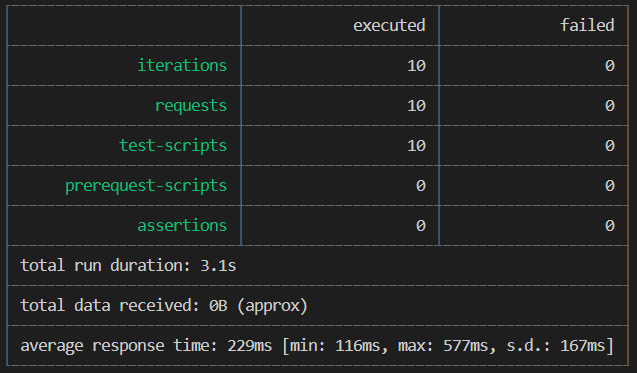 executed failed
iterations 10 0
requests 10 0
test-scripts 10 0
prerequest-scripts 0 0
assertions 0 0
total run duration: 3.1s
total data received: 0B (approx)
average response time: 229ms [min: 116ms, max: 577ms, s.d.: 167ms]